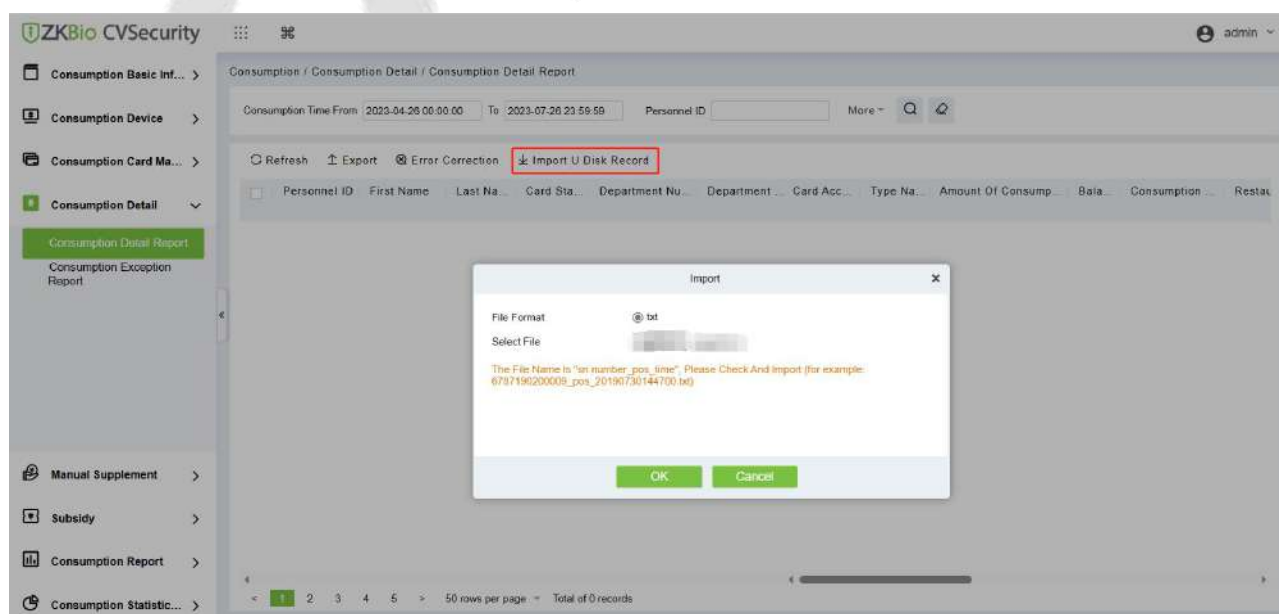 ZKBio CVSecurity
admin
Consumption Basic Inf...
Consumption / Consumption Detail / Consumption Detail Report
Consumption Device
Consumption Time From 2023-04-26 00:00:00 To 2023-07-26 23:59:59 Personnel ID More
Consumption Card Ma...
Refresh Export Error Correction Import U Disk Record
Personnel ID First Name Last Na... Card Sta... Department Nu... Department ... Card Acc... Type Na... Amount Of Consump... Bala... Consumption ... Restau
Consumption Detail
Consumption Detail Report
Consumption Exception
Report
Import
File Format txt
Select File
The File Name Is "sn number_pos_time", Please Check And Import (for example:
6787190200009_pos_20190730144700.txt)
OK Cancel
Manual Supplement
Subsidy
Consumption Report
Consumption Statistic...
< 1 2 3 4 5 > 50 rows per page Total of 0 records